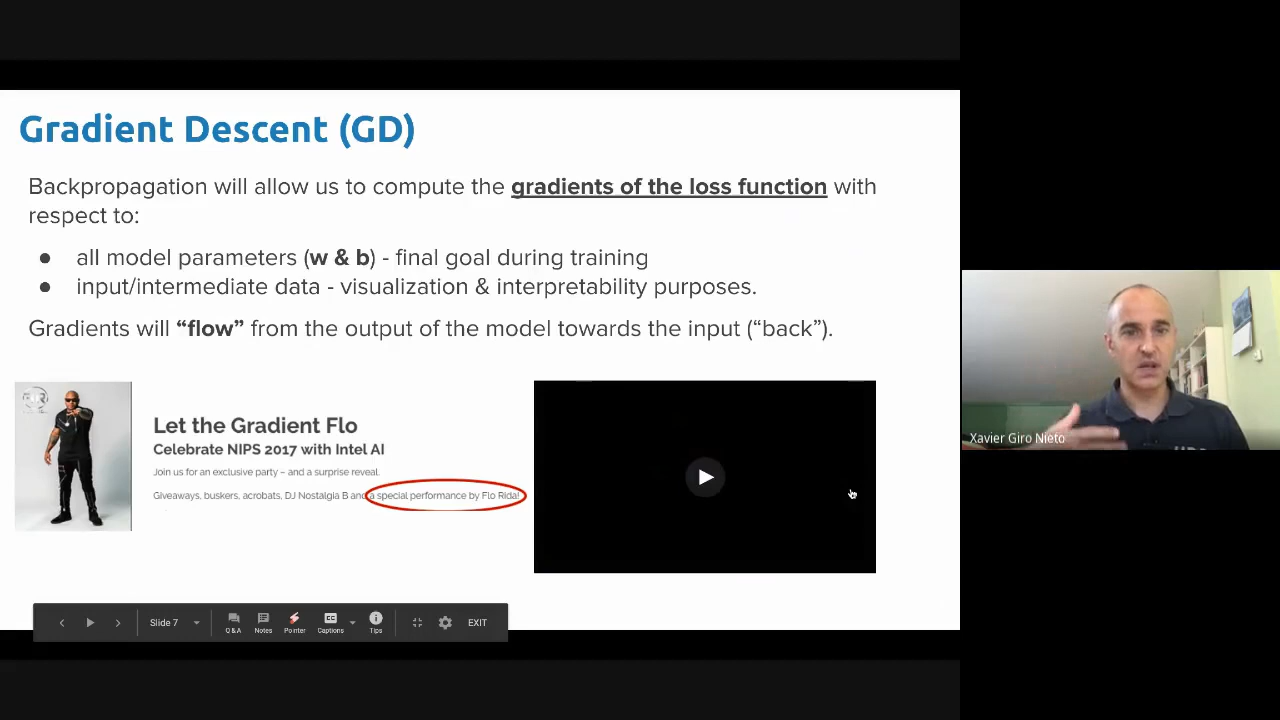 Gradient Descent (GD)
Backpropagation will allow us to compute the gradients of the loss function with
respect to:
● all model parameters (w & b) - final goal during training
● input/intermediate data - visualization & interpretability purposes.
Gradients will “flow” from the output of the model towards the input (“back”).
Let the Gradient Flo
Celebrate NIPS 2017 with Intel AI
Join us for an exclusive party – and a surprise reveal.
Giveaways, buskers, acrobats, DJ Nostalgia B and a special performance by Flo Rida!
Xavier Giro Nieto
Slide 7
Q & A
Notes
Pointer
CC
Captions
Tips
EXIT